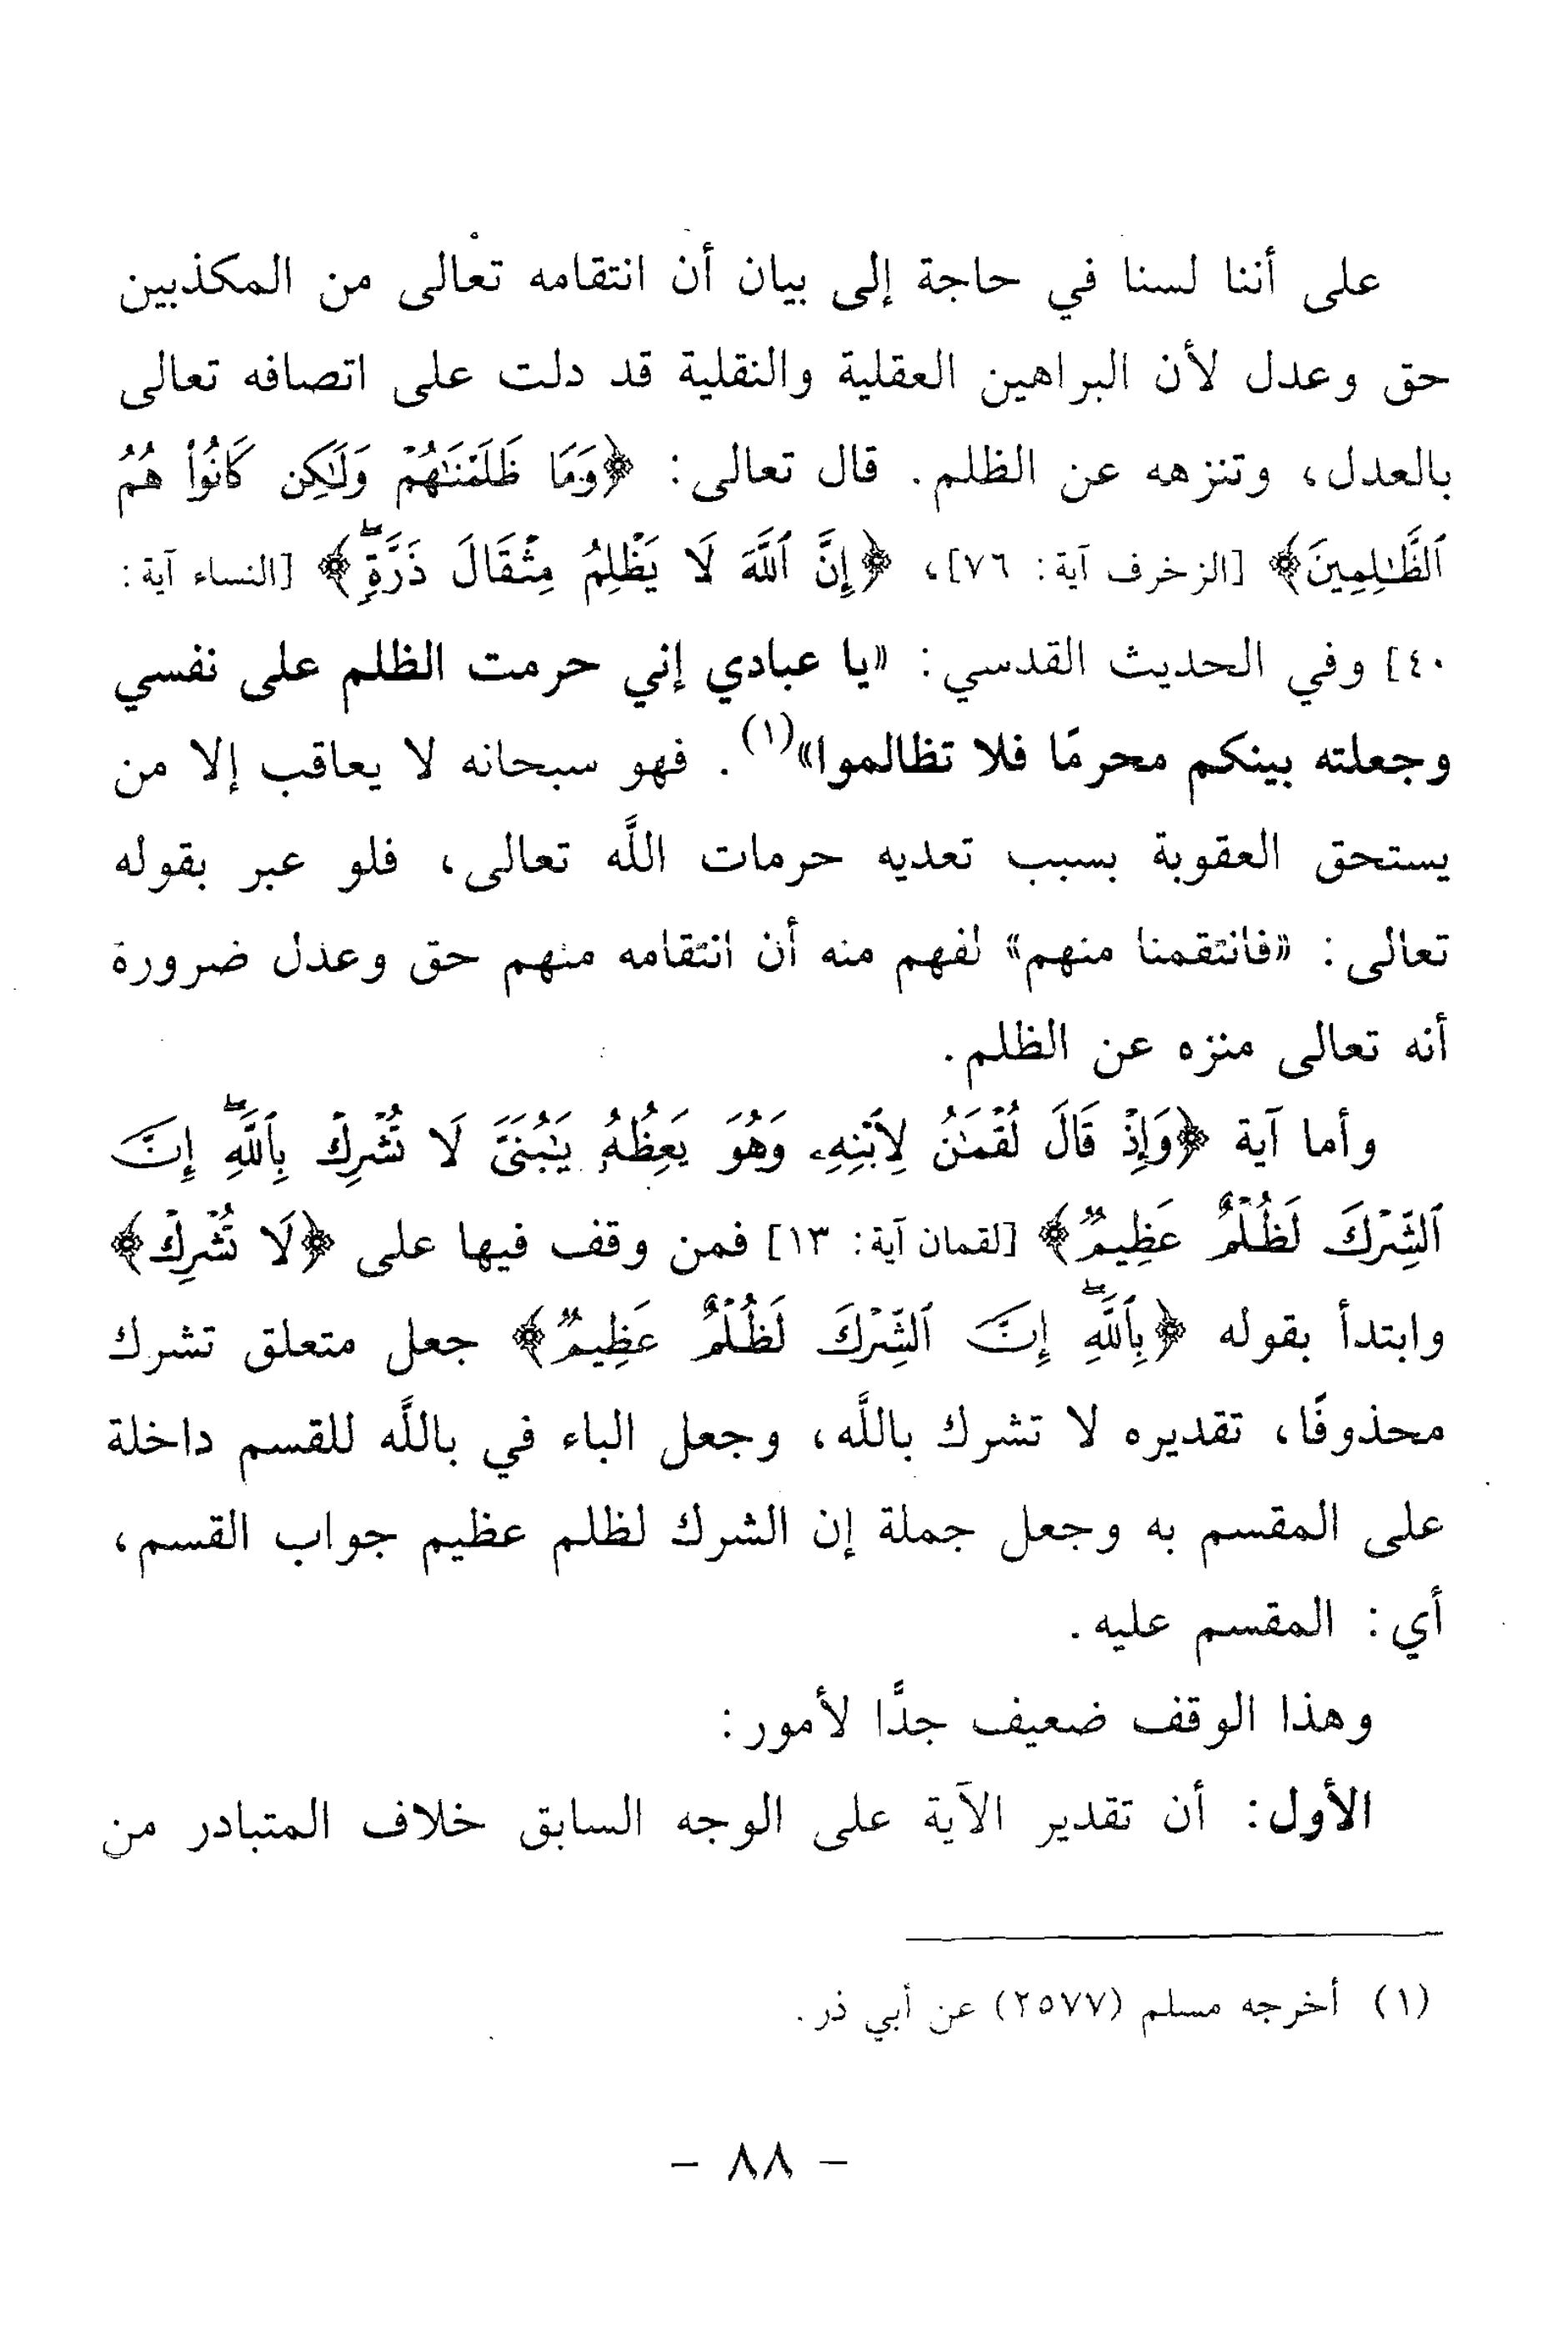 على أننا لسنا في حاجة إلى بيان أن انتقامه تعالى من المكذبين
حق وعدل لأن البراهين العقلية والنقلية قد دلت على اتصافه تعالى
بالعدل، وتنزهه عن الظلم. قال تعالى: ﴿وَمَا ظَلَمْنَٰهُمْ وَلَٰكِن كَانُوا۟ هُمُ
ٱلظَّٰلِمِينَ﴾ [الزخرف آية: ٧٦]، ﴿إِنَّ ٱللَّهَ لَا يَظْلِمُ مِثْقَالَ ذَرَّةٍۖ﴾ [النساء آية:
٤٠] وفي الحديث القدسي: «يا عبادي إني حرمت الظلم على نفسي
وجعلته بينكم محرمًا فلا تظالموا»(١). فهو سبحانه لا يعاقب إلا من
يستحق العقوبة بسبب تعديه حرمات اللَّه تعالى، فلو عبر بقوله
تعالى: «فانتقمنا منهم» لفهم منه أن انتقامه منهم حق وعدل ضرورة
أنه تعالى منزه عن الظلم.
وأما آية ﴿وَإِذْ قَالَ لُقْمَٰنُ لِٱبْنِهِۦ وَهُوَ يَعِظُهُۥ يَٰبُنَىَّ لَا تُشْرِكْ بِٱللَّهِۖ إِنَّ
ٱلشِّرْكَ لَظُلْمٌ عَظِيمٌ﴾ [لقمان آية: ١٣] فمن وقف فيها على ﴿لَا تُشْرِكْ﴾
وابتدأ بقوله ﴿بِٱللَّهِۖ إِنَّ ٱلشِّرْكَ لَظُلْمٌ عَظِيمٌ﴾ جعل متعلق تشرك
محذوفًا، تقديره لا تشرك باللَّه، وجعل الباء في باللَّه للقسم داخلة
على المقسم به وجعل جملة إن الشرك لظلم عظيم جواب القسم،
أي: المقسم عليه.
وهذا الوقف ضعيف جدًّا لأمور:
الأول: أن تقدير الآية على الوجه السابق خلاف المتبادر من
(١) أخرجه مسلم (٢٥٧٧) عن أبي ذر.
- ٨٨ -